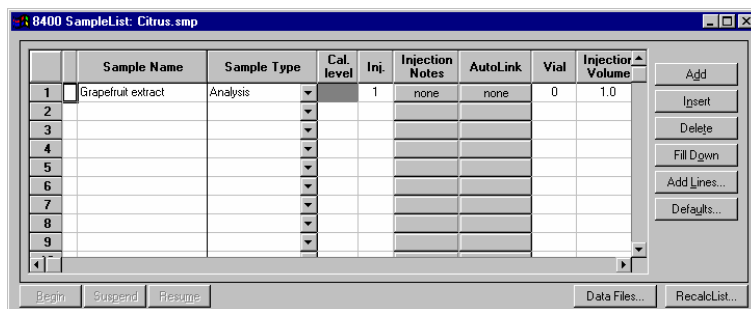 8400 SampleList: Citrus.smp
Sample Name Sample Type Cal. level Inj. Injection Notes AutoLink Vial Injection Volume
1 Grapefruit extract Analysis 1 none none 0 1.0
2
3
4
5
6
7
8
9
Add
Insert
Delete
Fill Down
Add Lines...
Defaults...
Begin Suspend Resume Data Files... RecalcList...